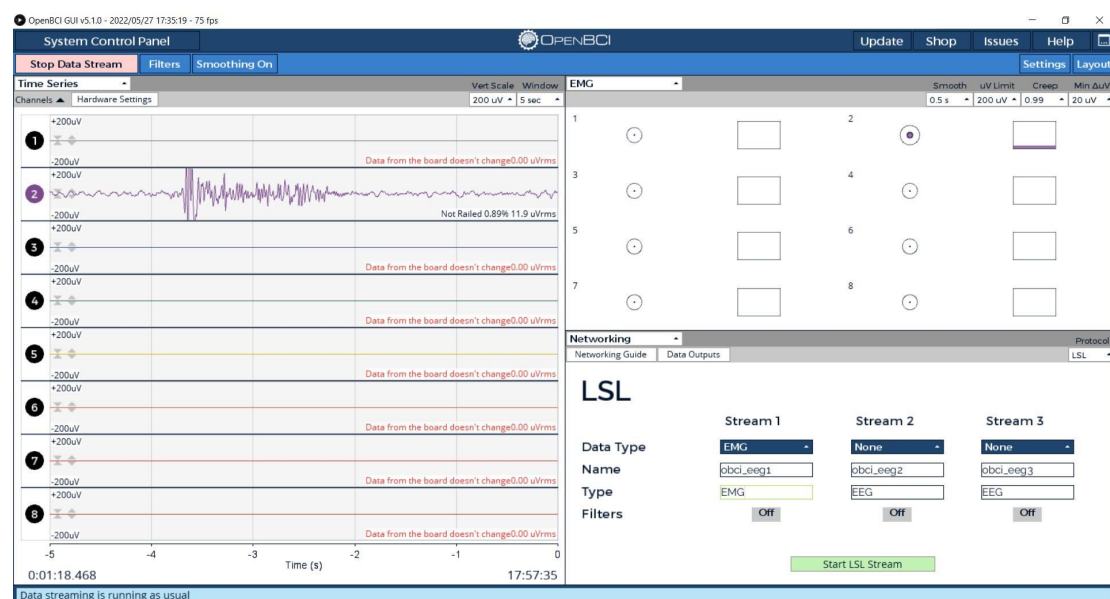 OpenBCI GUI v5.1.0 - 2022/05/27 17:35:19 - 75 fps
System Control Panel
OPENBCI
Update Shop Issues Help
Stop Data Stream Filters Smoothing On
Settings Layout
Time Series
Vert Scale Window
Channels Hardware Settings
200 uV 5 sec
+200uV
1
-200uV
Data from the board doesn't change0.00 uVrms
+200uV
2
-200uV
Not Railed 0.89% 11.9 uVrms
+200uV
3
-200uV
Data from the board doesn't change0.00 uVrms
+200uV
4
-200uV
Data from the board doesn't change0.00 uVrms
+200uV
5
-200uV
Data from the board doesn't change0.00 uVrms
+200uV
6
-200uV
Data from the board doesn't change0.00 uVrms
+200uV
7
-200uV
Data from the board doesn't change0.00 uVrms
+200uV
8
-200uV
Data from the board doesn't change0.00 uVrms
-5 -4 -3 -2 -1 0
Time (s)
0:01:18.468 17:57:35
EMG
Smooth uV Limit Creep Min ΔuV
0.5 s 200 uV 0.99 20 uV
1 2
3 4
5 6
7 8
Networking
Protocol
Networking Guide Data Outputs
LSL
LSL
Stream 1 Stream 2 Stream 3
Data Type EMG None None
Name obci_eeg1 obci_eeg2 obci_eeg3
Type EMG EEG EEG
Filters Off Off Off
Start LSL Stream
Data streaming is running as usual